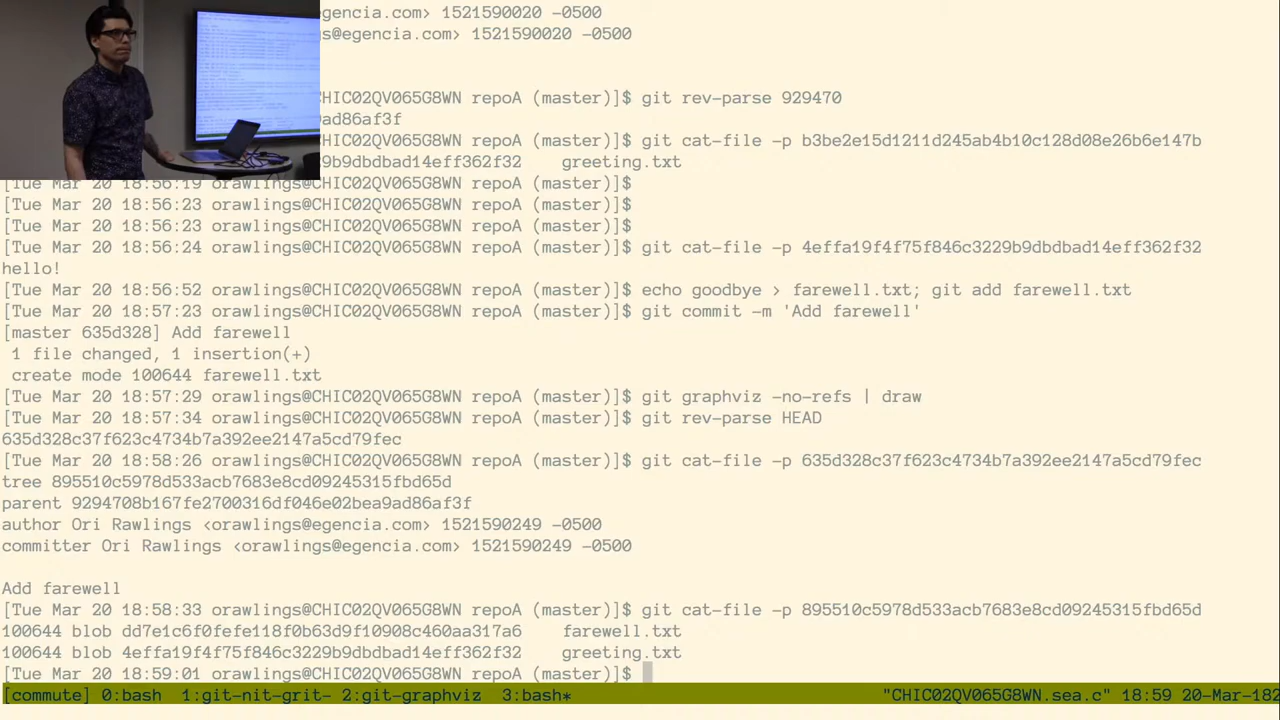 egencia.com> 1521590020 -0500
s@egencia.com> 1521590020 -0500
CHIC02QV065G8WN repoA (master)]$ git rev-parse 929470
ad86af3f
CHIC02QV065G8WN repoA (master)]$ git cat-file -p b3be2e15d1211d245ab4b10c128d08e26b6e147b
9b9dbdbad14eff362f32    greeting.txt
[Tue Mar 20 18:56:19 orawlings@CHIC02QV065G8WN repoA (master)]$
[Tue Mar 20 18:56:23 orawlings@CHIC02QV065G8WN repoA (master)]$
[Tue Mar 20 18:56:23 orawlings@CHIC02QV065G8WN repoA (master)]$
[Tue Mar 20 18:56:24 orawlings@CHIC02QV065G8WN repoA (master)]$ git cat-file -p 4effa19f4f75f846c3229b9dbdbad14eff362f32
hello!
[Tue Mar 20 18:56:52 orawlings@CHIC02QV065G8WN repoA (master)]$ echo goodbye > farewell.txt; git add farewell.txt
[Tue Mar 20 18:57:23 orawlings@CHIC02QV065G8WN repoA (master)]$ git commit -m 'Add farewell'
[master 635d328] Add farewell
 1 file changed, 1 insertion(+)
 create mode 100644 farewell.txt
[Tue Mar 20 18:57:29 orawlings@CHIC02QV065G8WN repoA (master)]$ git graphviz -no-refs | draw
[Tue Mar 20 18:57:34 orawlings@CHIC02QV065G8WN repoA (master)]$ git rev-parse HEAD
635d328c37f623c4734b7a392ee2147a5cd79fec
[Tue Mar 20 18:58:26 orawlings@CHIC02QV065G8WN repoA (master)]$ git cat-file -p 635d328c37f623c4734b7a392ee2147a5cd79fec
tree 895510c5978d533acb7683e8cd09245315fbd65d
parent 9294708b167fe2700316df046e02bea9ad86af3f
author Ori Rawlings <orawlings@egencia.com> 1521590249 -0500
committer Ori Rawlings <orawlings@egencia.com> 1521590249 -0500
Add farewell
[Tue Mar 20 18:58:33 orawlings@CHIC02QV065G8WN repoA (master)]$ git cat-file -p 895510c5978d533acb7683e8cd09245315fbd65d
100644 blob dd7e1c6f0fefe118f0b63d9f10908c460aa317a6    farewell.txt
100644 blob 4effa19f4f75f846c3229b9dbdbad14eff362f32    greeting.txt
[Tue Mar 20 18:59:01 orawlings@CHIC02QV065G8WN repoA (master)]$
[commute] 0:bash  1:git-nit-grit- 2:git-graphviz  3:bash*    "CHIC02QV065G8WN.sea.c" 18:59 20-Mar-182